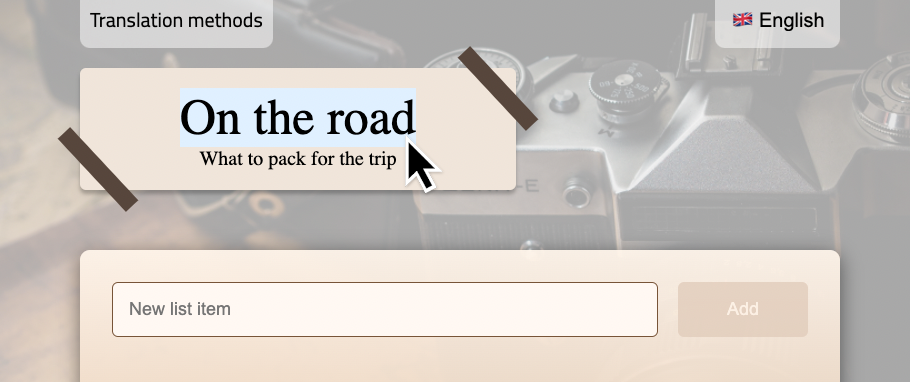 Translation methods
🇬🇧 English
On the road
What to pack for the trip
New list item
Add